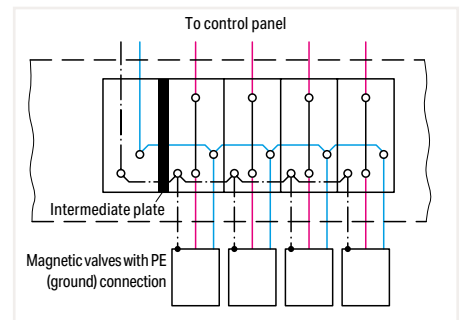 To control panel
Intermediate plate
Magnetic valves with PE
(ground) connection